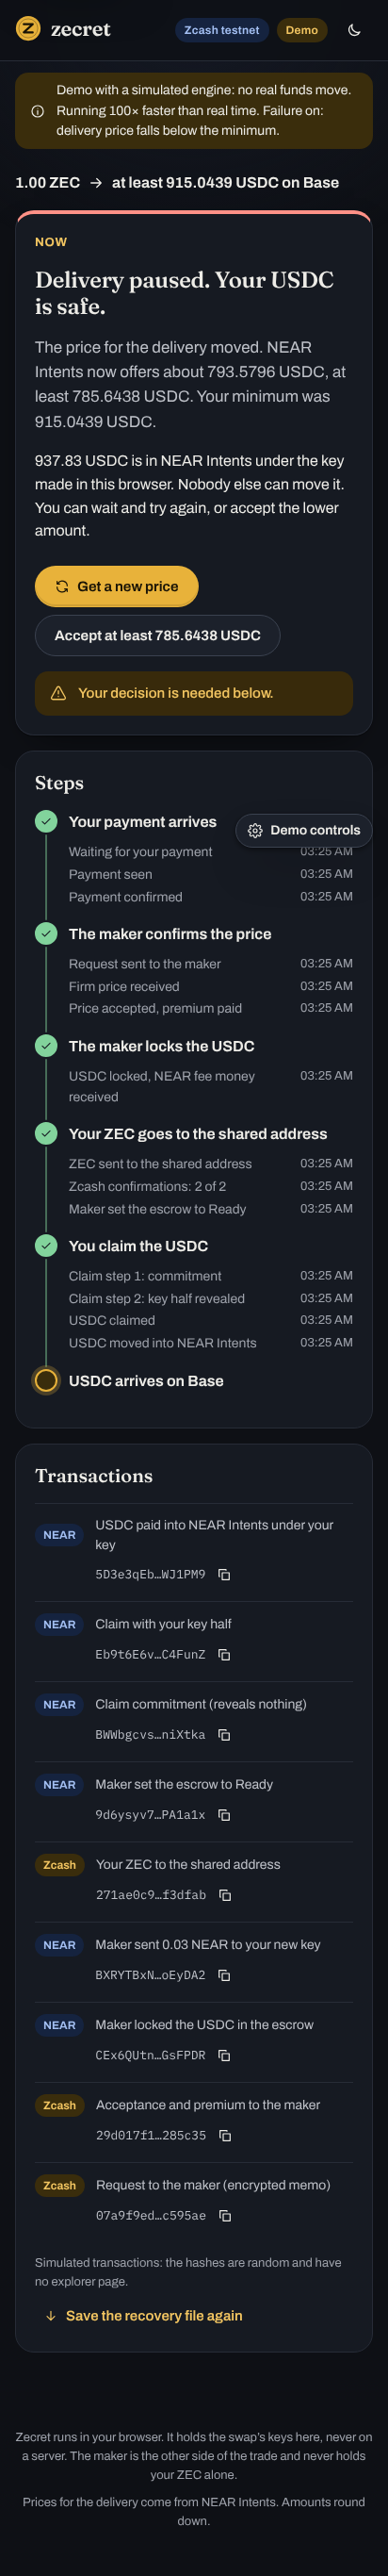 zecret
Zcash testnet
Demo
Demo with a simulated engine: no real funds move.
Running 100× faster than real time. Failure on:
delivery price falls below the minimum.
1.00 ZEC → at least 915.0439 USDC on Base
NOW
Delivery paused. Your USDC
is safe.
The price for the delivery moved. NEAR
Intents now offers about 793.5796 USDC, at
least 785.6438 USDC. Your minimum was
915.0439 USDC.
937.83 USDC is in NEAR Intents under the key
made in this browser. Nobody else can move it.
You can wait and try again, or accept the lower
amount.
Get a new price
Accept at least 785.6438 USDC
Your decision is needed below.
Steps
Your payment arrives
Demo controls
Waiting for your payment 03:25 AM
Payment seen 03:25 AM
Payment confirmed 03:25 AM
The maker confirms the price
Request sent to the maker 03:25 AM
Firm price received 03:25 AM
Price accepted, premium paid 03:25 AM
The maker locks the USDC
USDC locked, NEAR fee money 03:25 AM
received
Your ZEC goes to the shared address
ZEC sent to the shared address 03:25 AM
Zcash confirmations: 2 of 2 03:25 AM
Maker set the escrow to Ready 03:25 AM
You claim the USDC
Claim step 1: commitment 03:25 AM
Claim step 2: key half revealed 03:25 AM
USDC claimed 03:25 AM
USDC moved into NEAR Intents 03:25 AM
USDC arrives on Base
Transactions
NEAR USDC paid into NEAR Intents under your
key
5D3e3qEb…WJ1PM9
NEAR Claim with your key half
Eb9t6E6v…C4FunZ
NEAR Claim commitment (reveals nothing)
BWWbgcvs…niXtka
NEAR Maker set the escrow to Ready
9d6ysyv7…PA1a1x
Zcash Your ZEC to the shared address
271ae0c9…f3dfab
NEAR Maker sent 0.03 NEAR to your new key
BXRYTBxN…oEyDA2
NEAR Maker locked the USDC in the escrow
CEx6QUtn…GsFPDR
Zcash Acceptance and premium to the maker
29d017f1…285c35
Zcash Request to the maker (encrypted memo)
07a9f9ed…c595ae
Simulated transactions: the hashes are random and have
no explorer page.
Save the recovery file again
Zecret runs in your browser. It holds the swap's keys here, never on
a server. The maker is the other side of the trade and never holds
your ZEC alone.
Prices for the delivery come from NEAR Intents. Amounts round
down.